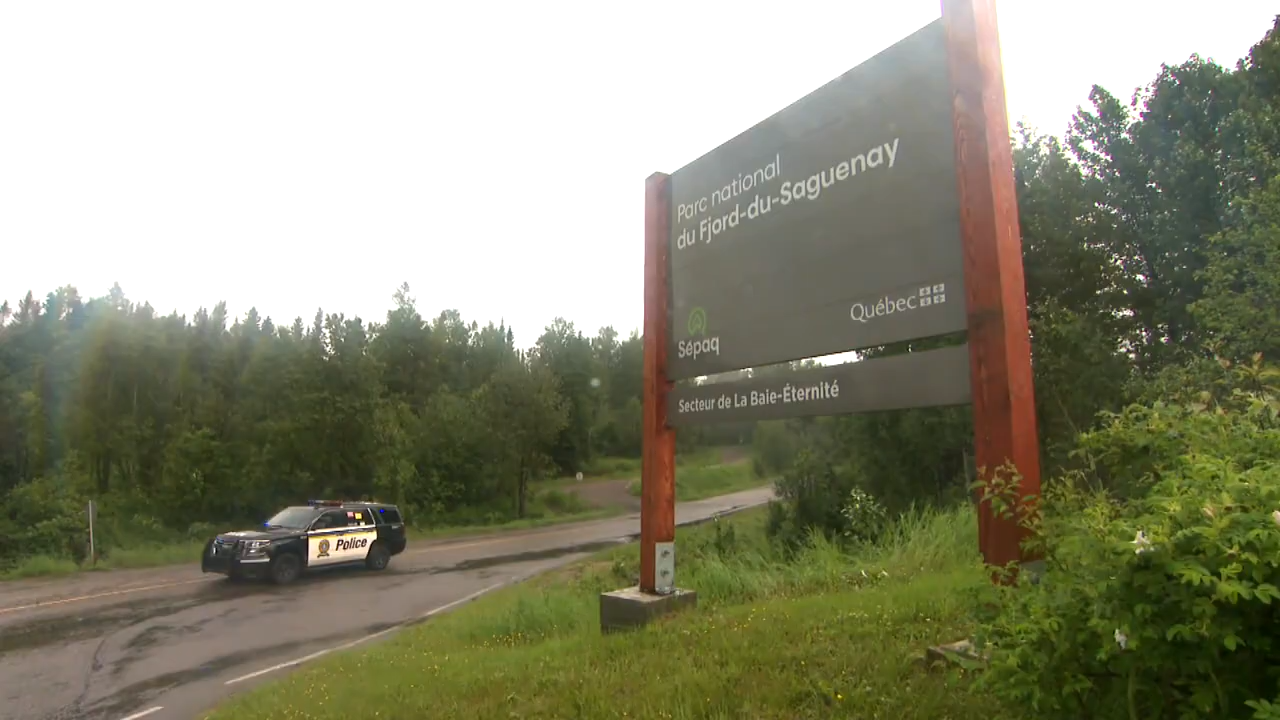 Parc national
du Fjord-du-Saguenay
Québec
Sépaq
Secteur de La Baie-Éternité
Police